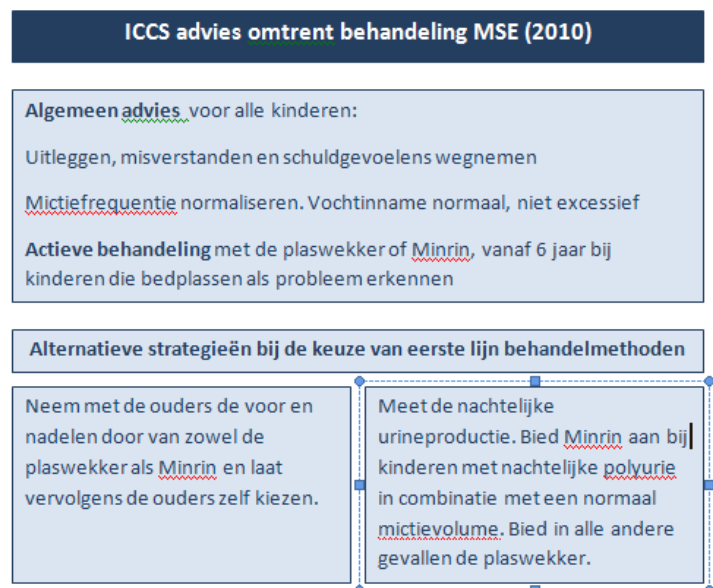 ICCS advies omtrent behandeling MSE (2010)
Algemeen advies voor alle kinderen:
Uitleggen, misverstanden en schuldgevoelens wegnemen
Mictiefrequentie normaliseren. Vochtinname normaal, niet excessief
Actieve behandeling met de plaswekker of Minrin, vanaf 6 jaar bij
kinderen die bedplassen als probleem erkennen
Alternatieve strategieën bij de keuze van eerste lijn behandelmethoden
Neem met de ouders de voor en
nadelen door van zowel de
plaswekker als Minrin en laat
vervolgens de ouders zelf kiezen.
Meet de nachtelijke
urineproductie. Bied Minrin aan bij
kinderen met nachtelijke polyurie
in combinatie met een normaal
mictievolume. Bied in alle andere
gevallen de plaswekker.